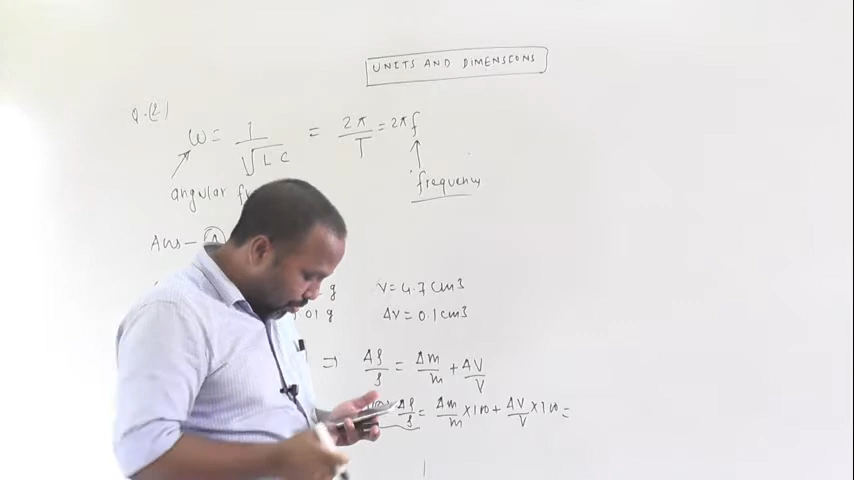 UNITS AND DIMENSIONS
Q.(2)
ω = 1/√LC = 2π/T = 2πf
angular
frequency
Ans - (A)
g V = 4.7 cm3
01 g ΔV = 0.1 cm3
⇒ Δρ/ρ = Δm/m + ΔV/V
Δρ/ρ = Δm/m × 100 + ΔV/V × 100 =